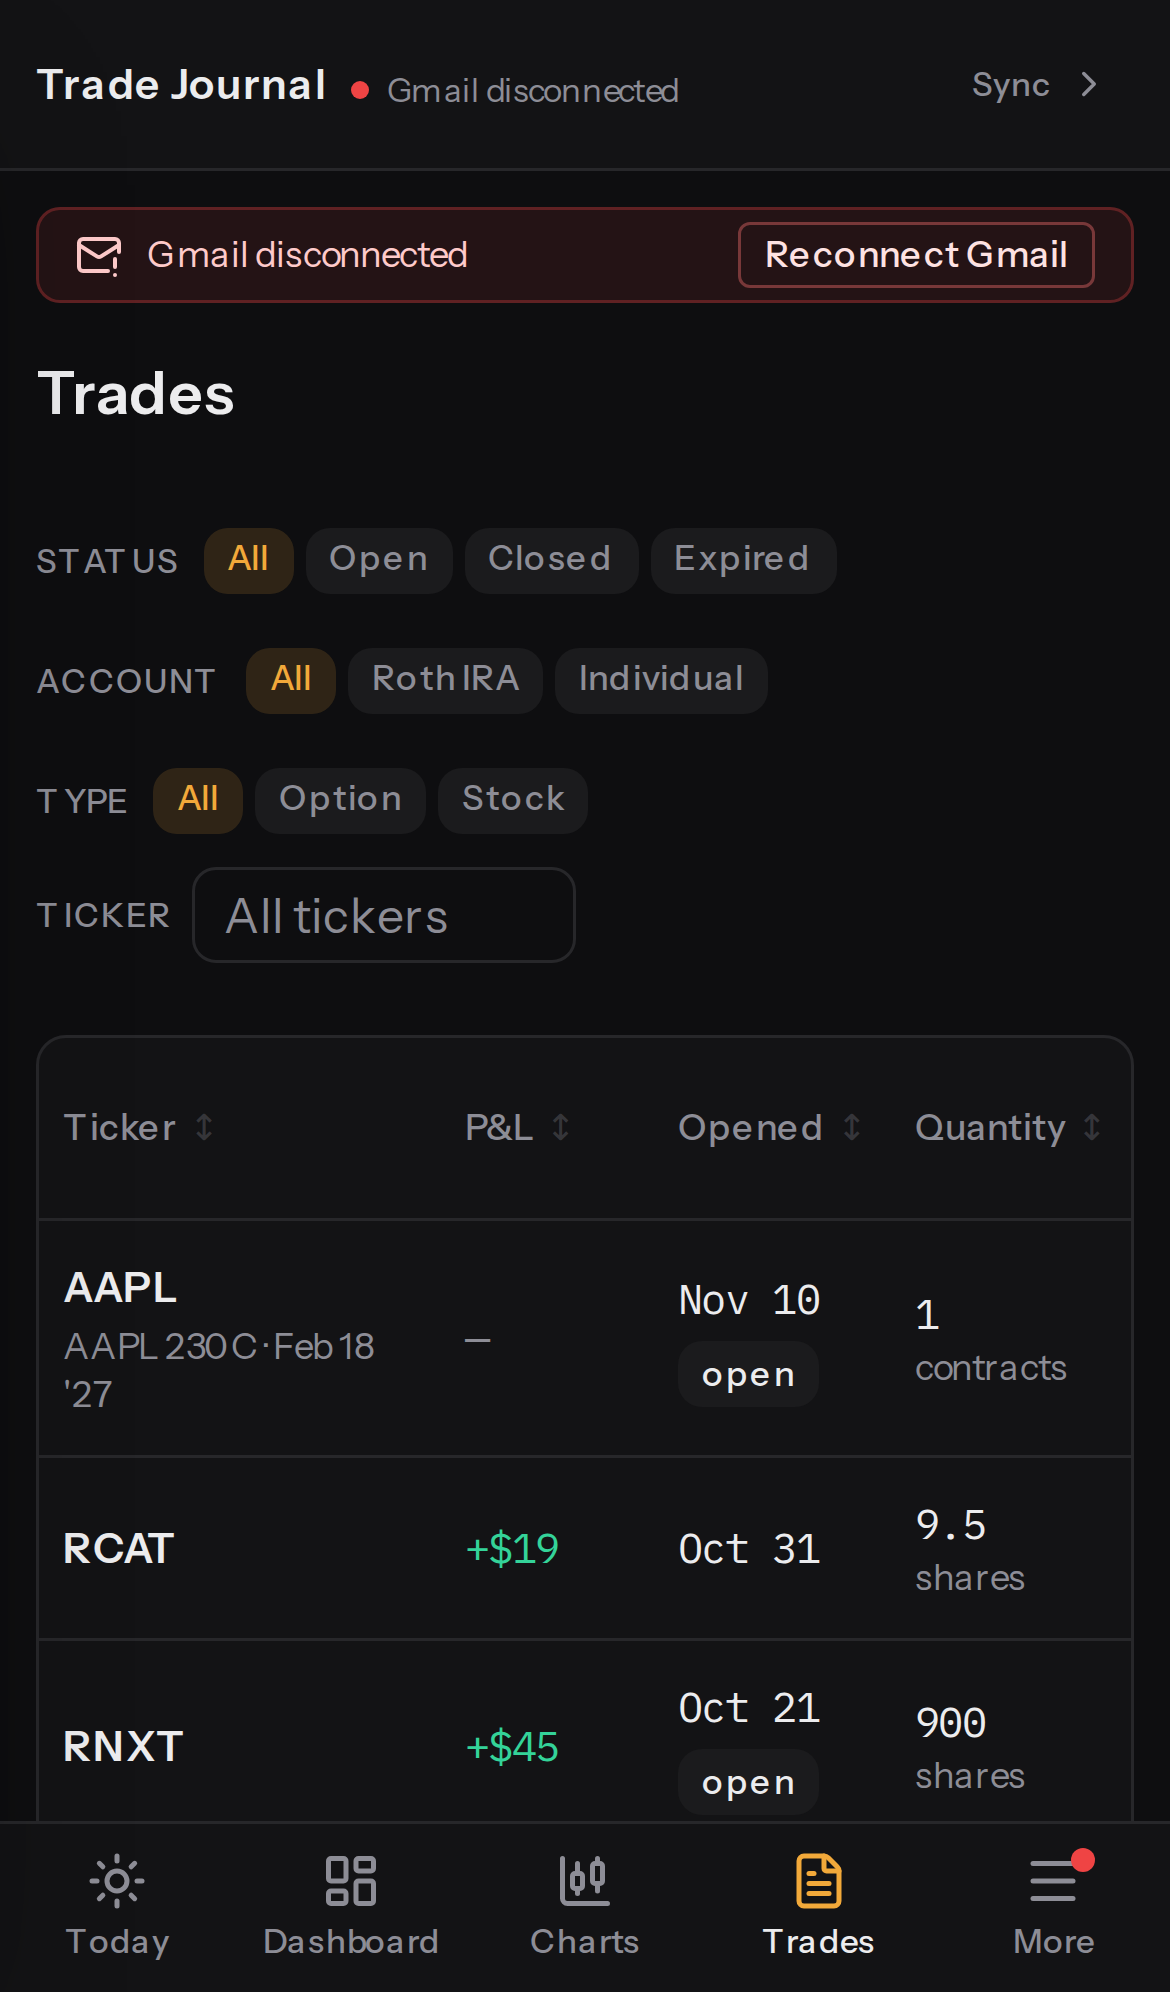 Trade Journal Gmail disconnected Sync
Gmail disconnected Reconnect Gmail
Trades
STATUS All Open Closed Expired
ACCOUNT All Roth IRA Individual
TYPE All Option Stock
TICKER All tickers
Ticker ↕ P&L ↕ Opened ↕ Quantity ↕
AAPL
AAPL 230C · Feb 18
'27
—
Nov 10
open
1
contracts
RCAT +$19 Oct 31
9.5
shares
RNXT +$45
Oct 21
open
900
shares
Today Dashboard Charts Trades More